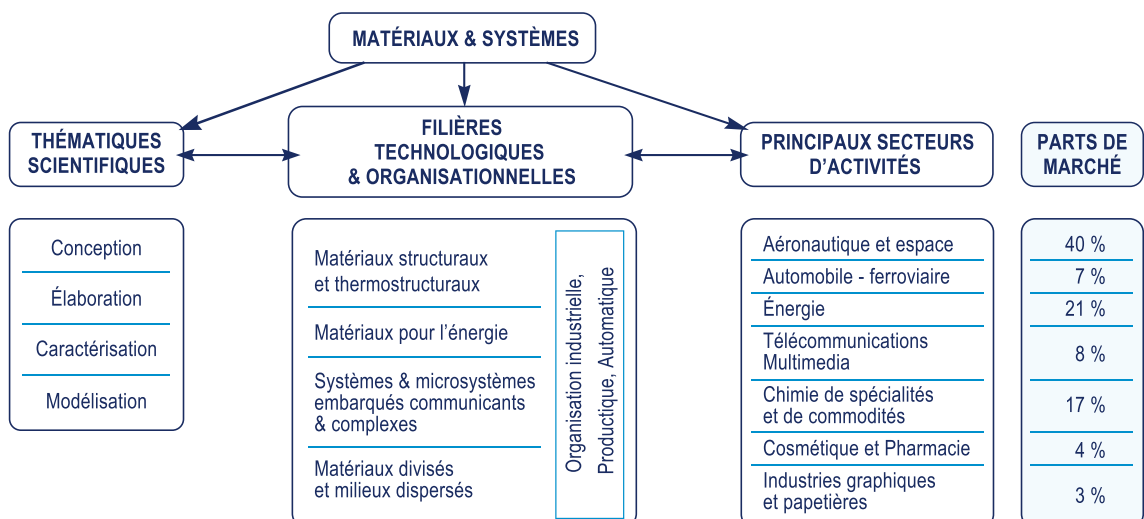 MATÉRIAUX & SYSTÈMES
THÉMATIQUES
SCIENTIFIQUES
FILIÈRES
TECHNOLOGIQUES
& ORGANISATIONNELLES
PRINCIPAUX SECTEURS
D’ACTIVITÉS
PARTS DE
MARCHÉ
Conception
Élaboration
Caractérisation
Modélisation
Matériaux structuraux
et thermostructuraux
Matériaux pour l’énergie
Systèmes & microsystèmes
embarqués communicants
& complexes
Matériaux divisés
et milieux dispersés
Organisation industrielle,
Productique, Automatique
Aéronautique et espace
40 %
Automobile - ferroviaire
7 %
Énergie
21 %
Télécommunications
Multimedia
8 %
Chimie de spécialités
et de commodités
17 %
Cosmétique et Pharmacie
4 %
Industries graphiques
et papetières
3 %